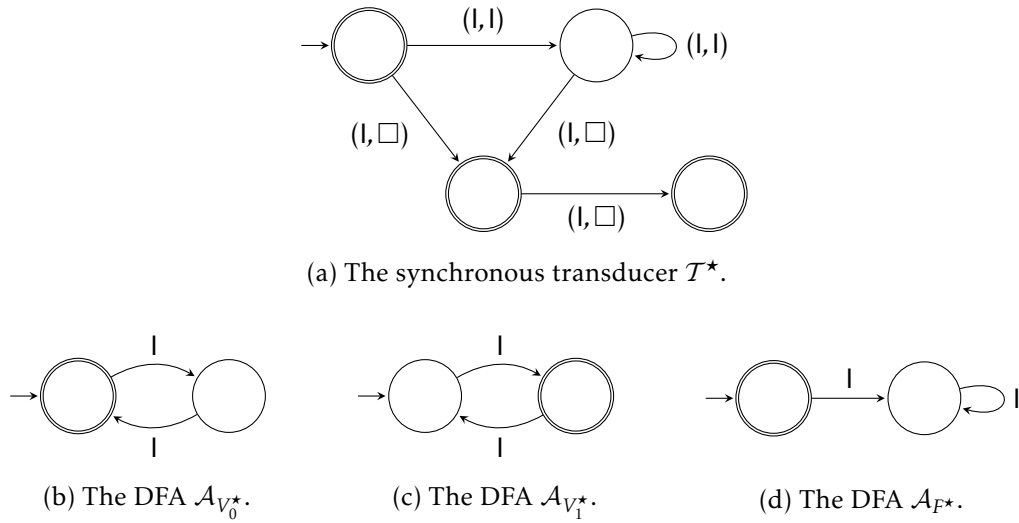 (I, I)
(I, I)
(I, □)
(I, □)
(I, □)
(a) The synchronous transducer 𝒯★.
I
I
I
I
I
I
(b) The DFA 𝒜_{V₀★}.
(c) The DFA 𝒜_{V₁★}.
(d) The DFA 𝒜_{F★}.